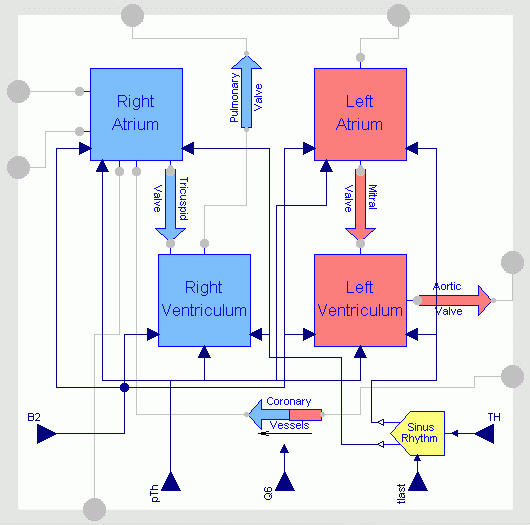 Pulmonary
Valve
Right
Atrium
Left
Atrium
Tricuspid
Valve
Mitral
Valve
Right
Ventriculum
Left
Ventriculum
Aortic
Valve
Coronary
Vessels
B2
Sinus
Rhythm
TH
pTh
Q6
tlast